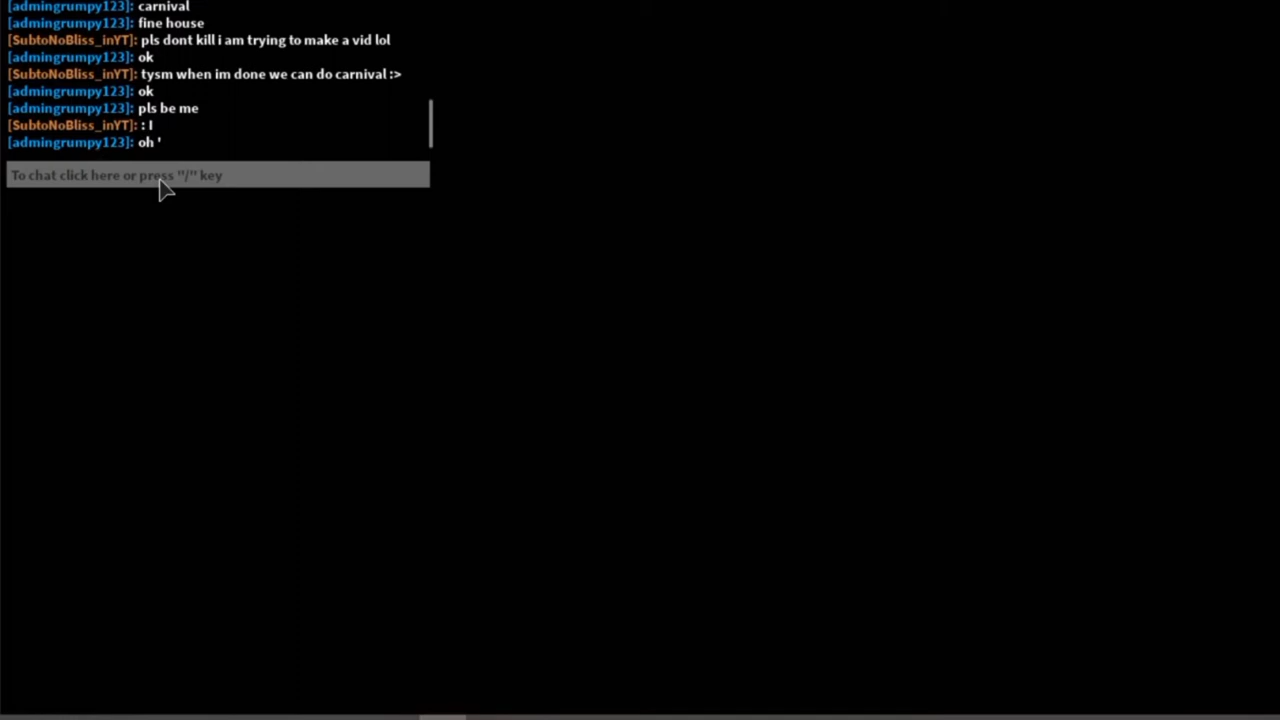 [admingrumpy123]: carnival
[admingrumpy123]: fine house
[SubtoNoBliss_inYT]: pls dont kill i am trying to make a vid lol
[admingrumpy123]: ok
[SubtoNoBliss_inYT]: tysm when im done we can do carnival :>
[admingrumpy123]: ok
[admingrumpy123]: pls be me
[SubtoNoBliss_inYT]: : I
[admingrumpy123]: oh '
To chat click here or press "/" key